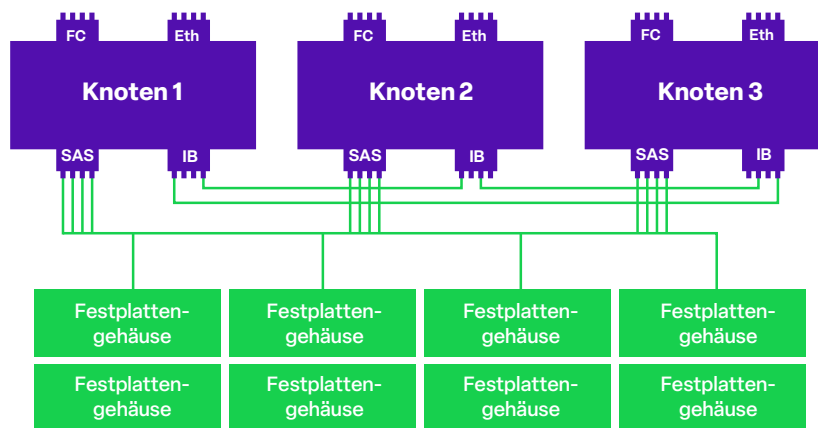 FC Eth FC Eth FC Eth
Knoten 1 Knoten 2 Knoten 3
SAS IB SAS IB SAS IB
Festplatten- Festplatten- Festplatten- Festplatten-
gehäuse gehäuse gehäuse gehäuse
Festplatten- Festplatten- Festplatten- Festplatten-
gehäuse gehäuse gehäuse gehäuse